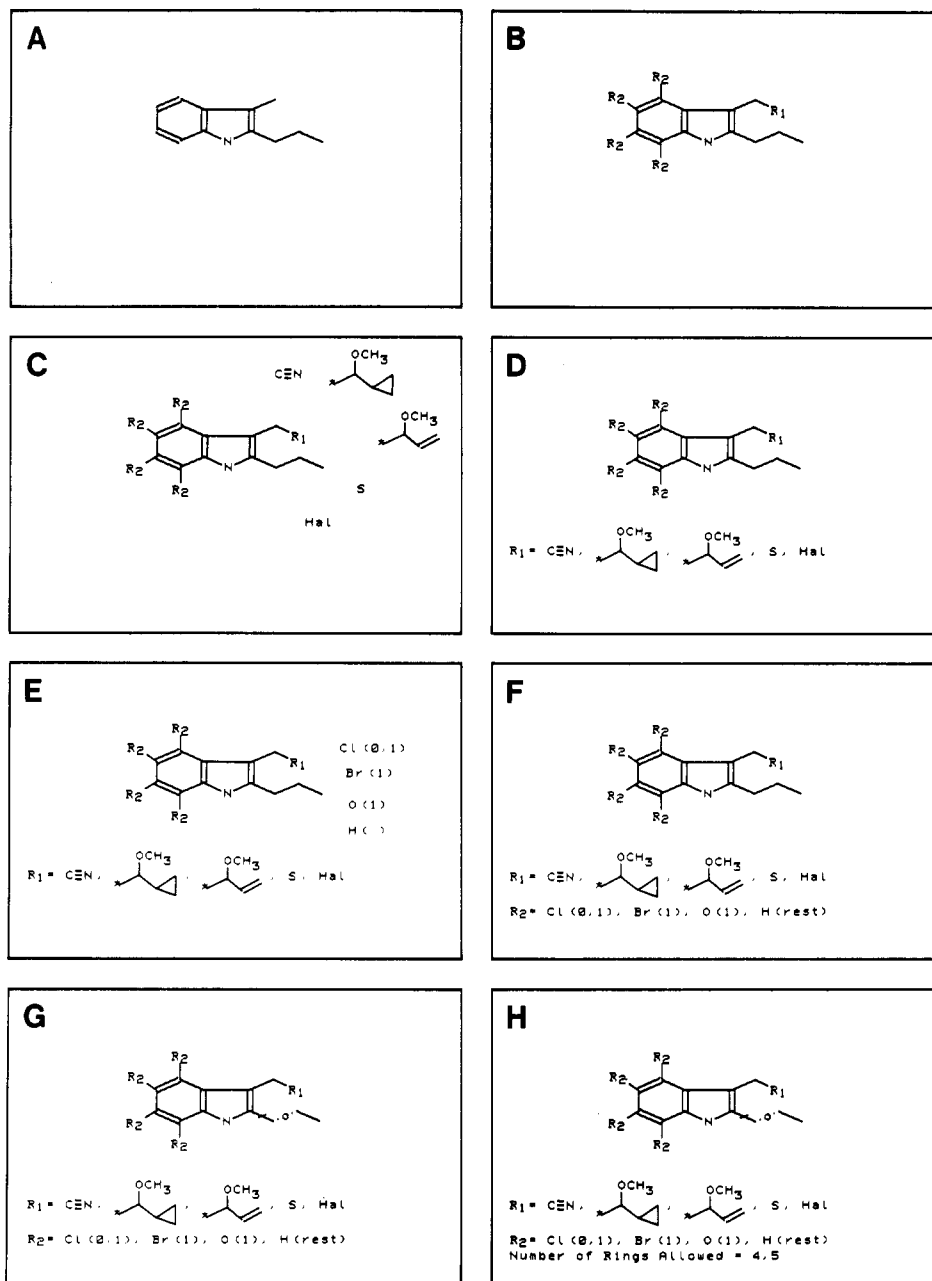 A
N
B
R2
R2
R1
R2
N
R2
C
OCH3
C≡N
*
R2
OCH3
R2
R1
*
R2
N
R2
S
Hal
D
R2
R2
R1
R2
N
R2
OCH3 OCH3
R1= C≡N, * , * , S, Hal
E
R2
Cl(0,1)
R2
R1
Br(1)
R2
N
O(1)
R2
H( )
OCH3 OCH3
R1= C≡N, * , * , S, Hal
F
R2
R2
R1
R2
N
R2
OCH3 OCH3
R1= C≡N, * , * , S, Hal
R2= Cl(0,1), Br(1), O(1), H(rest)
G
R2
R2
R1
R2
N O
R2
OCH3 OCH3
R1= C≡N, * , * , S, Hal
R2= Cl(0,1), Br(1), O(1), H(rest)
H
R2
R2
R1
R2
N O
R2
OCH3 OCH3
R1= C≡N, * , * , S, Hal
R2= Cl(0,1), Br(1), O(1), H(rest)
Number of Rings Allowed = 4,5